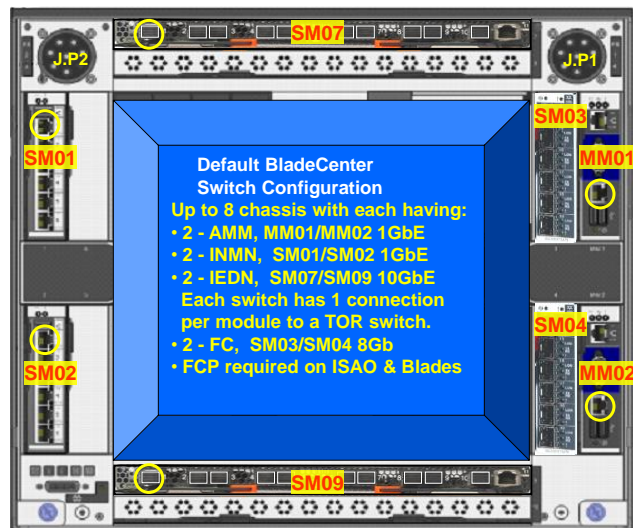 SM07
J.P2
J.P1
SM03
SM01
MM01
Default BladeCenter
Switch Configuration
Up to 8 chassis with each having:
• 2 - AMM, MM01/MM02 1GbE
• 2 - INMN, SM01/SM02 1GbE
• 2 - IEDN, SM07/SM09 10GbE
Each switch has 1 connection
per module to a TOR switch.
• 2 - FC, SM03/SM04 8Gb
• FCP required on ISAO & Blades
SM04
SM02
MM02
SM09